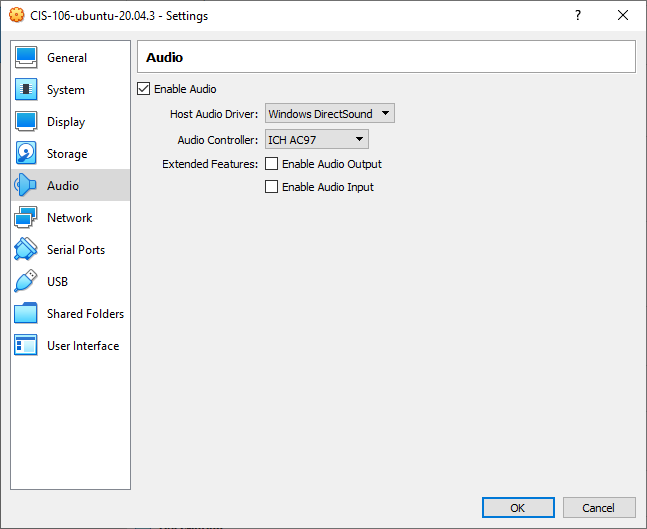 CIS-106-ubuntu-20.04.3 - Settings
?
General
System
Display
Storage
Audio
Network
Serial Ports
USB
Shared Folders
User Interface
Audio
Enable Audio
Host Audio Driver: Windows DirectSound
Audio Controller: ICH AC97
Extended Features: Enable Audio Output
Enable Audio Input
OK
Cancel